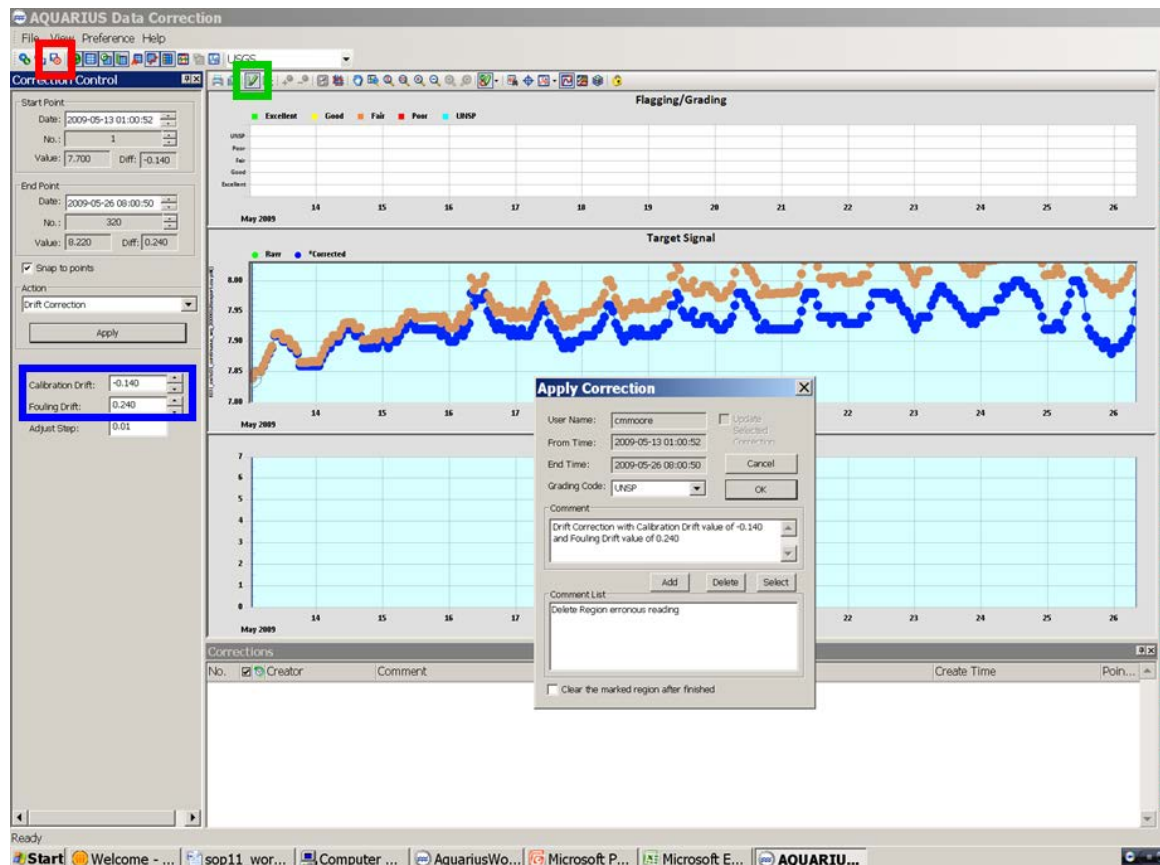 AQUARIUS Data Correction
File View Preference Help
USGS
Correction Control
Start Point
Date: 2009-05-13 01:00:52
No.: 1
Value: 7.700 Diff: -0.140
End Point
Date: 2009-05-26 08:00:50
No.: 320
Value: 8.220 Diff: 0.240
Snap to points
Action
Drift Correction
Apply
Calibration Drift: -0.140
Fouling Drift: 0.240
Adjust Step: 0.01
Flagging/Grading
Excellent Good Fair Poor UNSP
UNSP
Poor
Fair
Good
Excellent
14 15 16 17 18 19 20 21 22 23 24 25 26
May 2009
Target Signal
Raw *Corrected
8.00
7.95
7.90
7.85
7.80
14 15 16 17 22 23 24 25 26
May 2009
7
6
5
4
3
2
1
0
14 15 16 17 22 23 24 25 26
May 2009
Apply Correction
User Name: cmmoore
Update Selected Correction
From Time: 2009-05-13 01:00:52
End Time: 2009-05-26 08:00:50
Cancel
Grading Code: UNSP
OK
Comment
Drift Correction with Calibration Drift value of -0.140
and Fouling Drift value of 0.240
Add Delete Select
Comment List
Delete Region erronous reading
Clear the marked region after finished
Corrections
No. Creator Comment Create Time Poin...
Ready
Start Welcome - ... sop11_wor... Computer ... AquariusWo... Microsoft P... Microsoft E... AQUARIU...